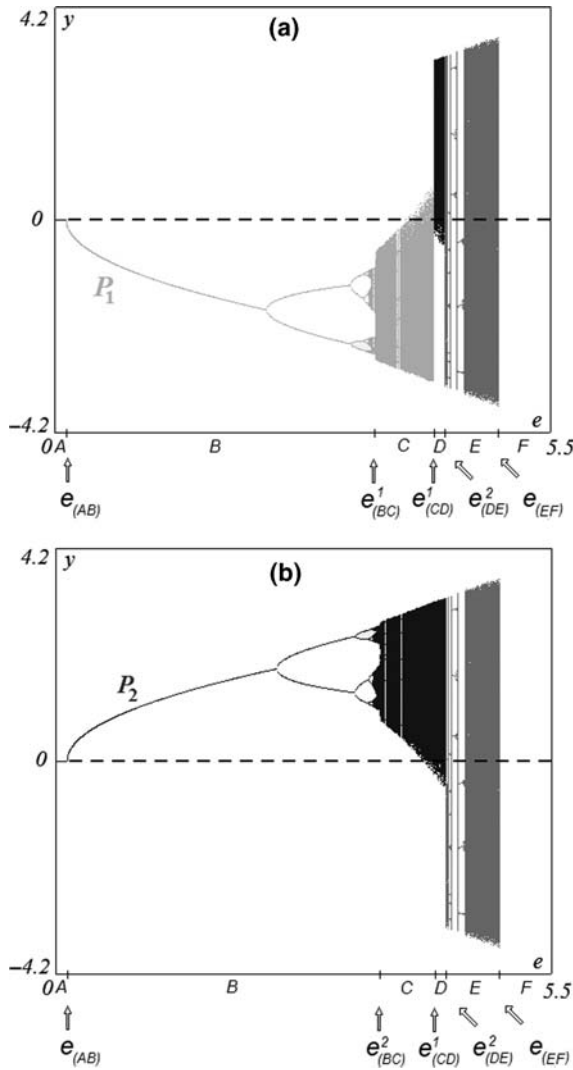 4.2 y (a)
0
P₁
−4.2 e
0 A B C D E F 5.5
e(AB) e¹(BC) e¹(CD) e²(DE) e(EF)
4.2 y (b)
P₂
0
−4.2 e
0 A B C D E F 5.5
e(AB) e²(BC) e¹(CD) e²(DE) e(EF)